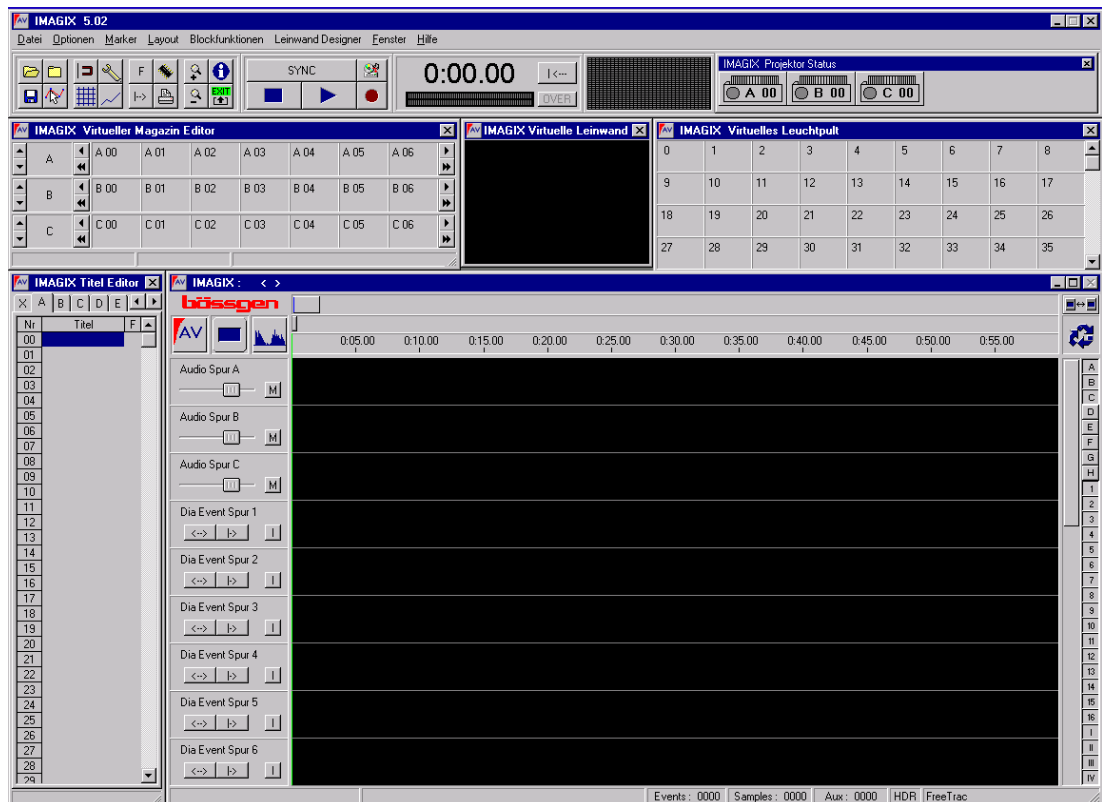 AV IMAGIX 5.02
Datei Optionen Marker Layout Blockfunktionen Leinwand Designer Fenster Hilfe
F SYNC 0:00.00 |<--
EXIT OVER
IMAGIX Projektor Status
A 00 B 00 C 00
AV IMAGIX Virtueller Magazin Editor
A A 00 A 01 A 02 A 03 A 04 A 05 A 06
B B 00 B 01 B 02 B 03 B 04 B 05 B 06
C C 00 C 01 C 02 C 03 C 04 C 05 C 06
AV IMAGIX Virtuelle Leinwand
AV IMAGIX Virtuelles Leuchtpult
0 1 2 3 4 5 6 7 8
9 10 11 12 13 14 15 16 17
18 19 20 21 22 23 24 25 26
27 28 29 30 31 32 33 34 35
AV IMAGIX Titel Editor
X A B C D E
Nr Titel F
00
01
02
03
04
05
06
07
08
09
10
11
12
13
14
15
16
17
18
19
20
21
22
23
24
25
26
27
28
29
AV IMAGIX : < >
bässgen
AV
0:05.00 0:10.00 0:15.00 0:20.00 0:25.00 0:30.00 0:35.00 0:40.00 0:45.00 0:50.00 0:55.00
Audio Spur A
M
Audio Spur B
M
Audio Spur C
M
Dia Event Spur 1
<--> |-> I
Dia Event Spur 2
<--> |-> I
Dia Event Spur 3
<--> |-> I
Dia Event Spur 4
<--> |-> I
Dia Event Spur 5
<--> |-> I
Dia Event Spur 6
<--> |-> I
A
B
C
D
E
F
G
H
1
2
3
4
5
6
7
8
9
10
11
12
13
14
15
16
I
II
III
IV
Events : 0000 Samples : 0000 Aux : 0000 HDR FreeTrac